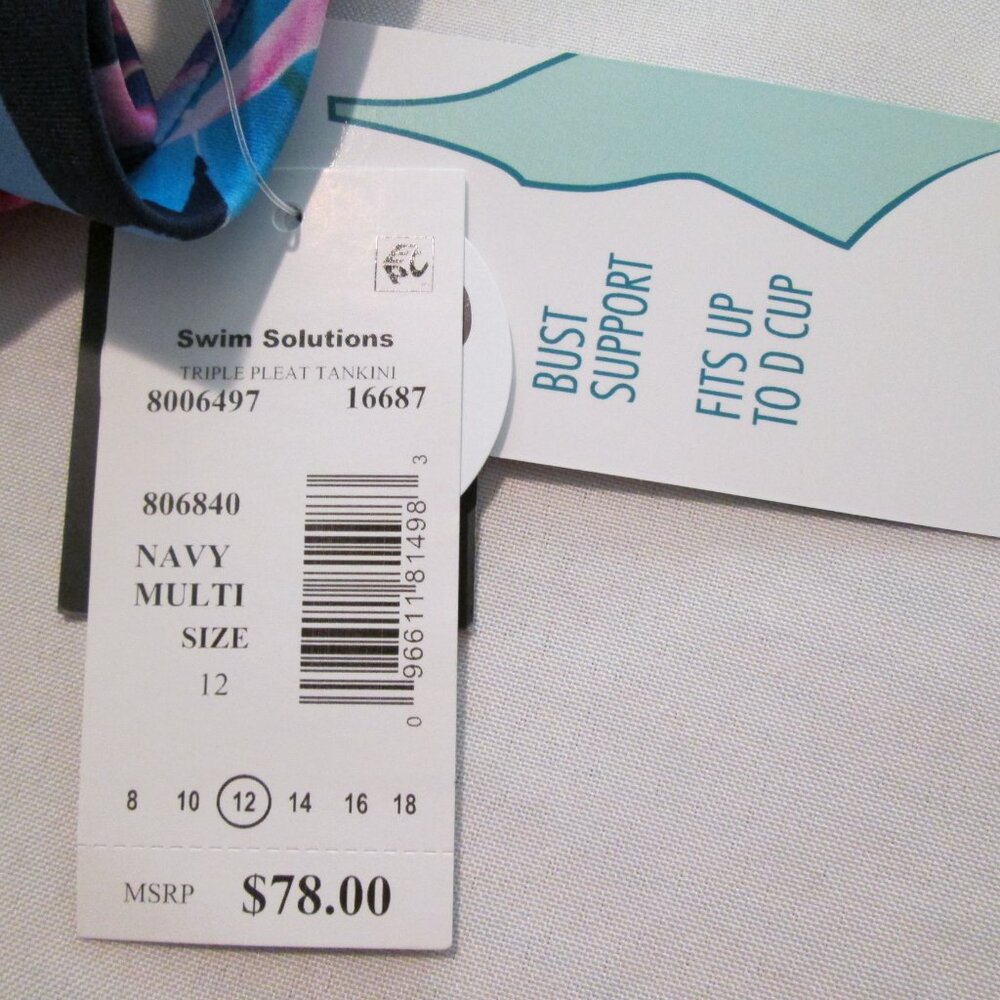 Swim Solutions
TRIPLE PLEAT TANKINI
8006497 16687
806840
NAVY
MULTI
SIZE
12
0 96611 81498 3
8 10 12 14 16 18
MSRP $78.00
BUST
SUPPORT
FITS UP
TO D CUP